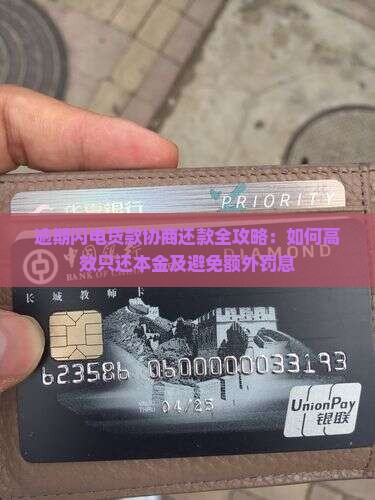 PRIORITY
逾期闪电贷款协商还款全攻略：如何高
效只还本金及避免额外罚息
DIAMOND
长城教师卡
623586 0600000033193
VALID
THRU
04/25
UnionPay
银联